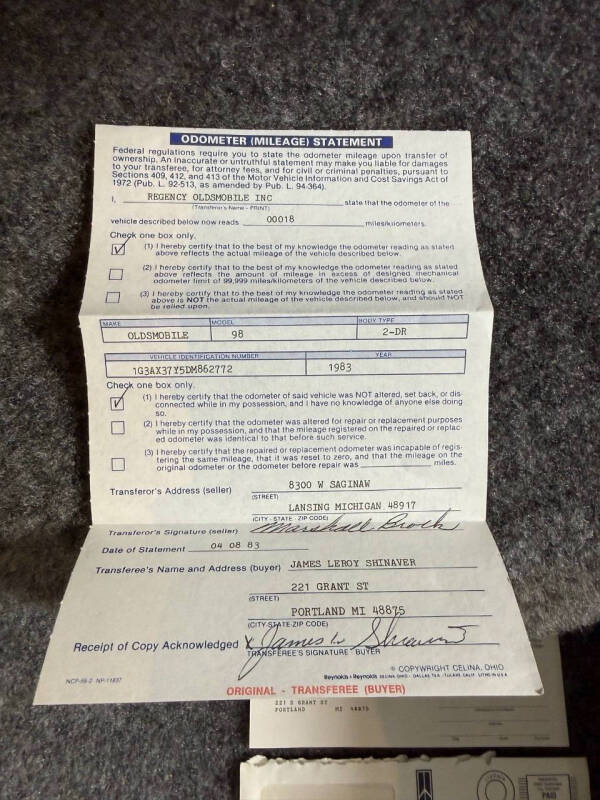 ODOMETER (MILEAGE) STATEMENT
Federal regulations require you to state the odometer mileage upon transfer of
ownership. An inaccurate or untruthful statement may make you liable for damages
to your transferee, for attorney fees, and for civil or criminal penalties, pursuant to
Sections 409, 412, and 413 of the Motor Vehicle Information and Cost Savings Act of
1972 (Pub. L. 92-513, as amended by Pub. L. 94-364).
I, REGENCY OLDSMOBILE INC state that the odometer of the
(Transferor's Name - PRINT)
vehicle described below now reads 00018 miles/kilometers.
Check one box only.
(1) I hereby certify that to the best of my knowledge the odometer reading as stated
above reflects the actual mileage of the vehicle described below.
(2) I hereby certify that to the best of my knowledge the odometer reading as stated
above reflects the amount of mileage in excess of designed mechanical
odometer limit of 99,999 miles/kilometers of the vehicle described below.
(3) I hereby certify that to the best of my knowledge the odometer reading as stated
above is NOT the actual mileage of the vehicle described below, and should NOT
be relied upon.
MAKE MODEL BODY TYPE
OLDSMOBILE 98 2-DR
VEHICLE IDENTIFICATION NUMBER YEAR
1G3AX37Y5DM862772 1983
Check one box only.
(1) I hereby certify that the odometer of said vehicle was NOT altered, set back, or dis-
connected while in my possession, and I have no knowledge of anyone else doing
so.
(2) I hereby certify that the odometer was altered for repair or replacement purposes
while in my possession, and that the mileage registered on the repaired or replac-
ed odometer was identical to that before such service.
(3) I hereby certify that the repaired or replacement odometer was incapable of regis-
tering the same mileage, that it was reset to zero, and that the mileage on the
original odometer or the odometer before repair was miles.
Transferor's Address (seller) 8300 W SAGINAW
(STREET)
LANSING MICHIGAN 48917
(CITY-STATE-ZIP CODE)
Transferor's Signature (seller) Marshall Brock
Date of Statement 04 08 83
Transferee's Name and Address (buyer) JAMES LEROY SHINAVER
221 GRANT ST
(STREET)
PORTLAND MI 48875
(CITY-STATE-ZIP CODE)
Receipt of Copy Acknowledged X James L Shinaver
TRANSFEREE'S SIGNATURE - BUYER
© COPYRIGHT CELINA, OHIO
Reynolds + Reynolds CELINA OHIO - DALLAS TEX - TULARE CALIF LITHO IN U.S.A
ORIGINAL - TRANSFEREE (BUYER)
221 S GRANT ST
PORTLAND MI 48875
PAID